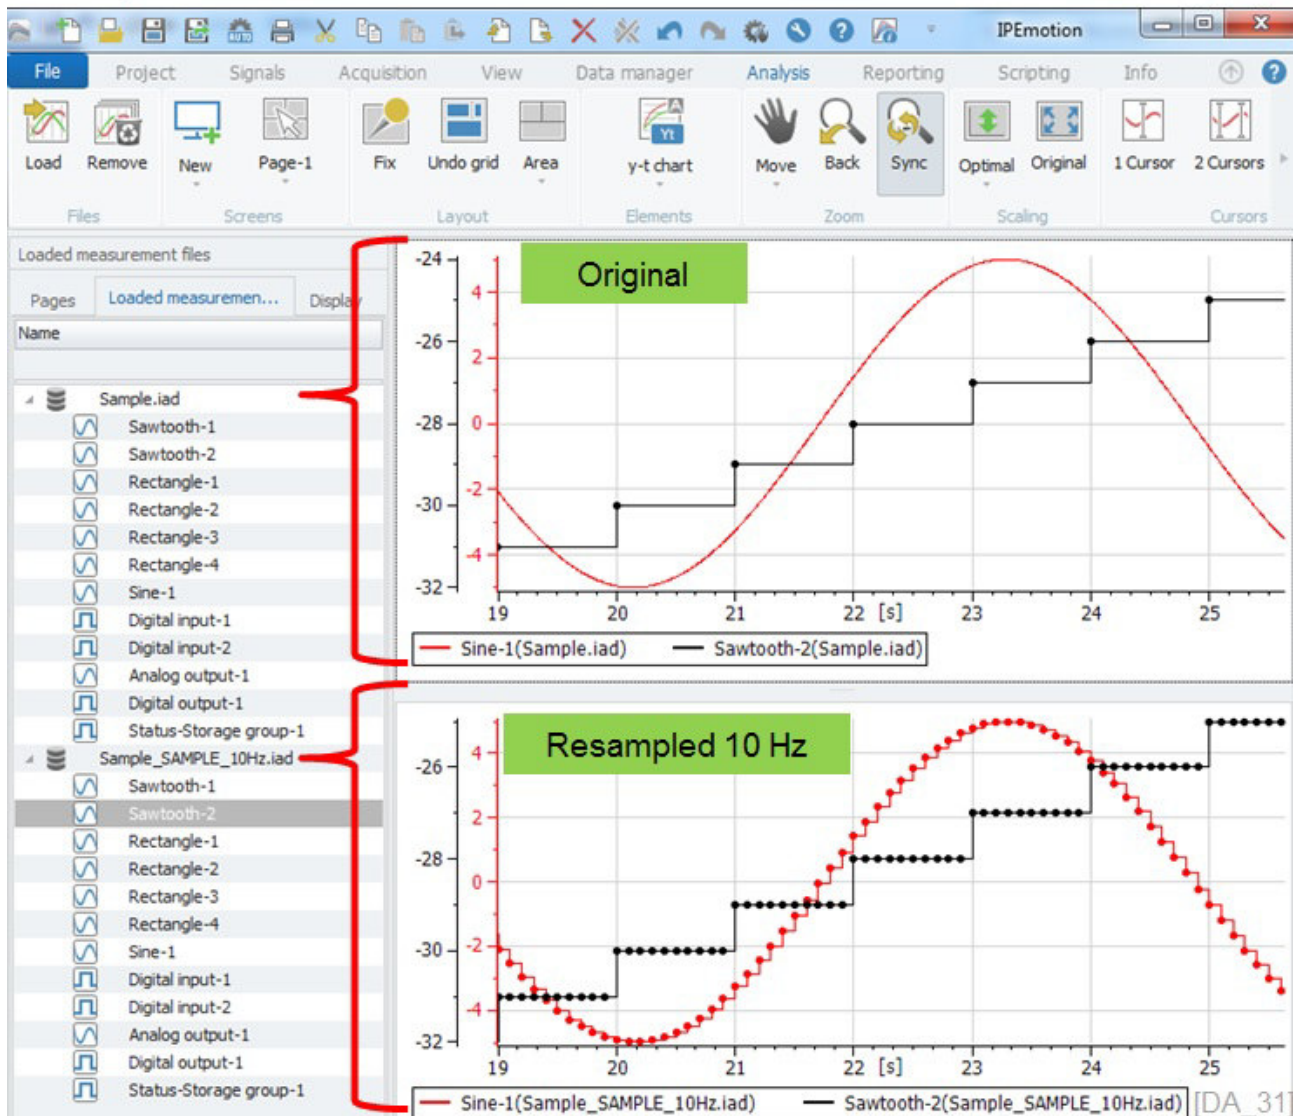 IPEmotion
File Project Signals Acquisition View Data manager Analysis Reporting Scripting Info
AUTO
Load Remove New Page-1 Fix Undo grid Area y-t chart Move Back Sync Optimal Original 1 Cursor 2 Cursors
A
Yt
Files Screens Layout Elements Zoom Scaling Cursors
Loaded measurement files
Pages Loaded measuremen... Display
Name
Sample.iad
Sawtooth-1
Sawtooth-2
Rectangle-1
Rectangle-2
Rectangle-3
Rectangle-4
Sine-1
Digital input-1
Digital input-2
Analog output-1
Digital output-1
Status-Storage group-1
Sample_SAMPLE_10Hz.iad
Sawtooth-1
Sawtooth-2
Rectangle-1
Rectangle-2
Rectangle-3
Rectangle-4
Sine-1
Digital input-1
Digital input-2
Analog output-1
Digital output-1
Status-Storage group-1
Original
-24
-26
-28
-30
-32
4
2
0
-2
-4
19 20 21 22 [s] 23 24 25
Sine-1(Sample.iad) Sawtooth-2(Sample.iad)
Resampled 10 Hz
-26
-28
-30
-32
4
2
0
-2
-4
19 20 21 22 [s] 23 24 25
Sine-1(Sample_SAMPLE_10Hz.iad) Sawtooth-2(Sample_SAMPLE_10Hz.iad)
[DA_31]